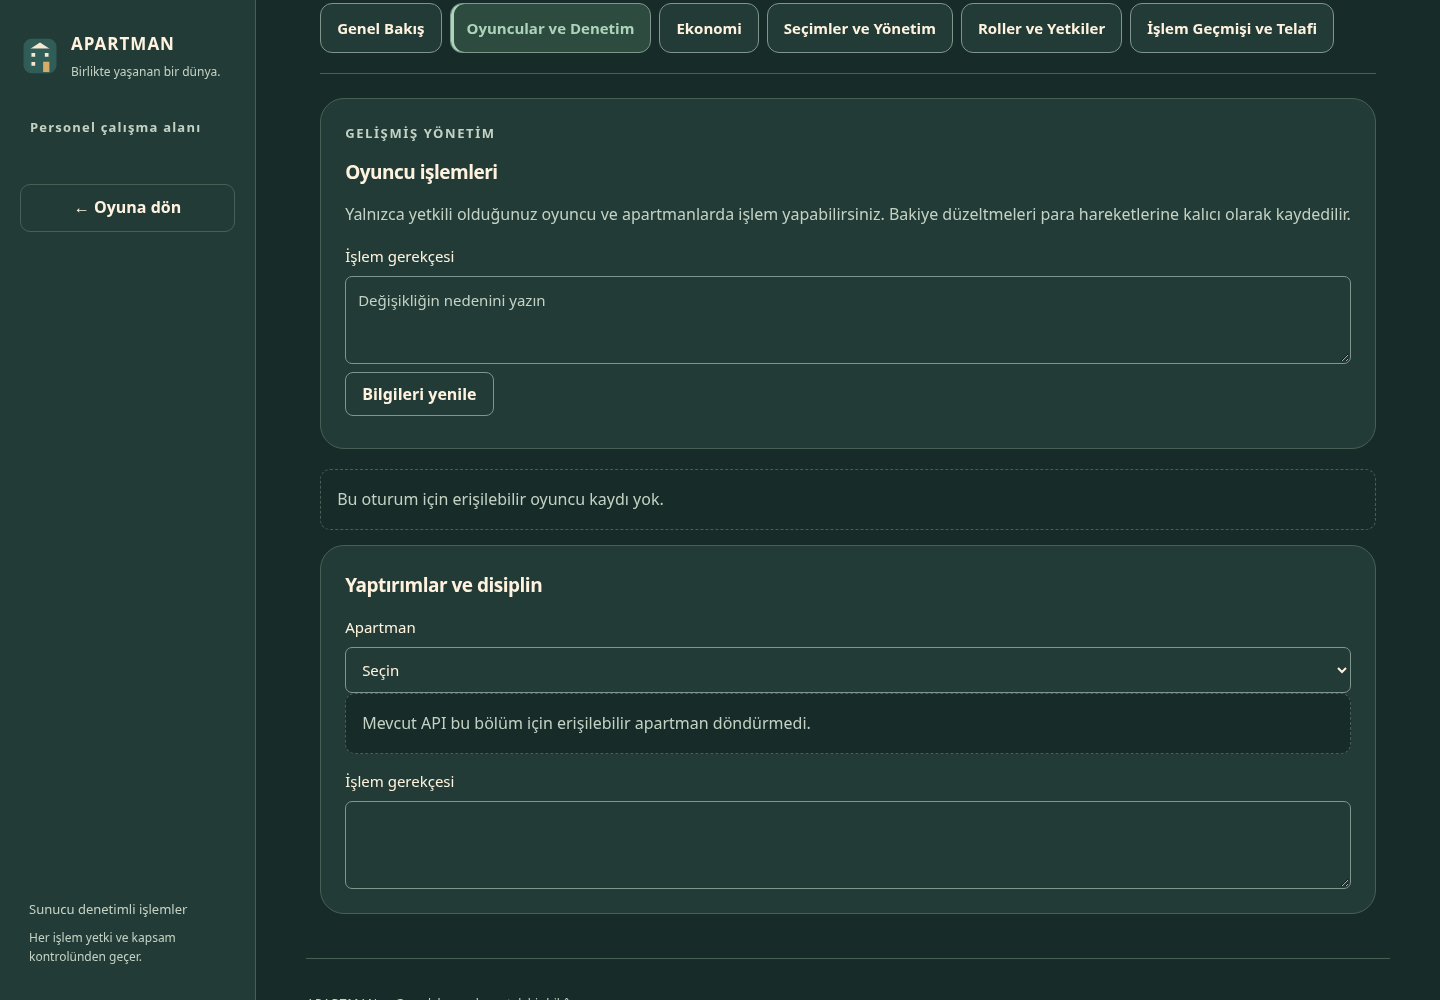 APARTMAN
Birlikte yaşanan bir dünya.
Personel çalışma alanı
← Oyuna dön
Sunucu denetimli işlemler
Her işlem yetki ve kapsam
kontrolünden geçer.
Genel Bakış
Oyuncular ve Denetim
Ekonomi
Seçimler ve Yönetim
Roller ve Yetkiler
İşlem Geçmişi ve Telafi
GELİŞMİŞ YÖNETİM
Oyuncu işlemleri
Yalnızca yetkili olduğunuz oyuncu ve apartmanlarda işlem yapabilirsiniz. Bakiye düzeltmeleri para hareketlerine kalıcı olarak kaydedilir.
İşlem gerekçesi
Değişikliğin nedenini yazın
Bilgileri yenile
Bu oturum için erişilebilir oyuncu kaydı yok.
Yaptırımlar ve disiplin
Apartman
Seçin
Mevcut API bu bölüm için erişilebilir apartman döndürmedi.
İşlem gerekçesi